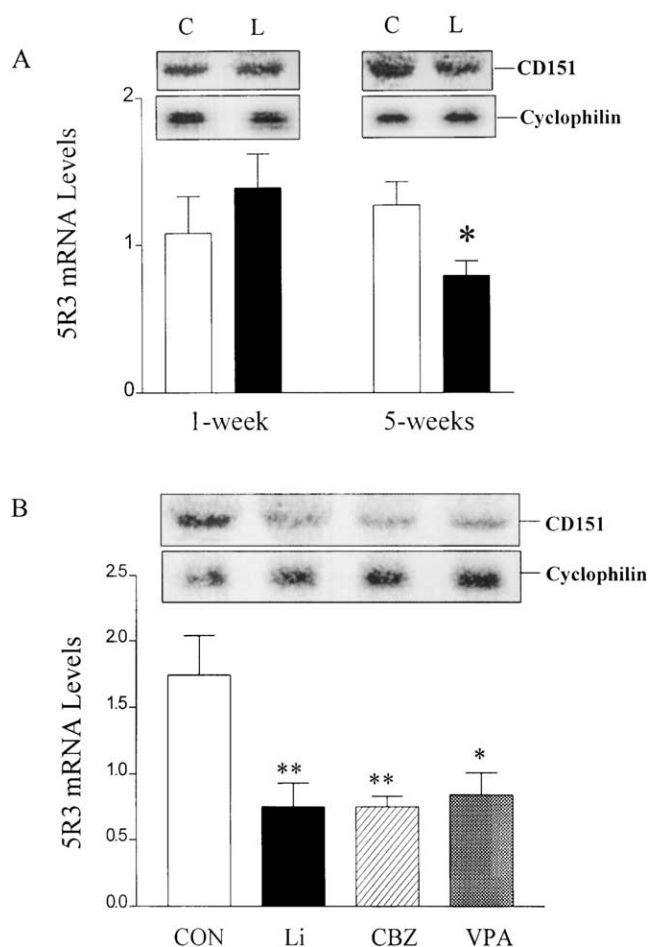 C L C L
A
CD151
Cyclophilin
2
1
0
5R3 mRNA Levels
*
1-week 5-weeks
B
CD151
Cyclophilin
2.5
2.0
1.5
1.0
0.5
0.0
5R3 mRNA Levels
** ** *
CON Li CBZ VPA